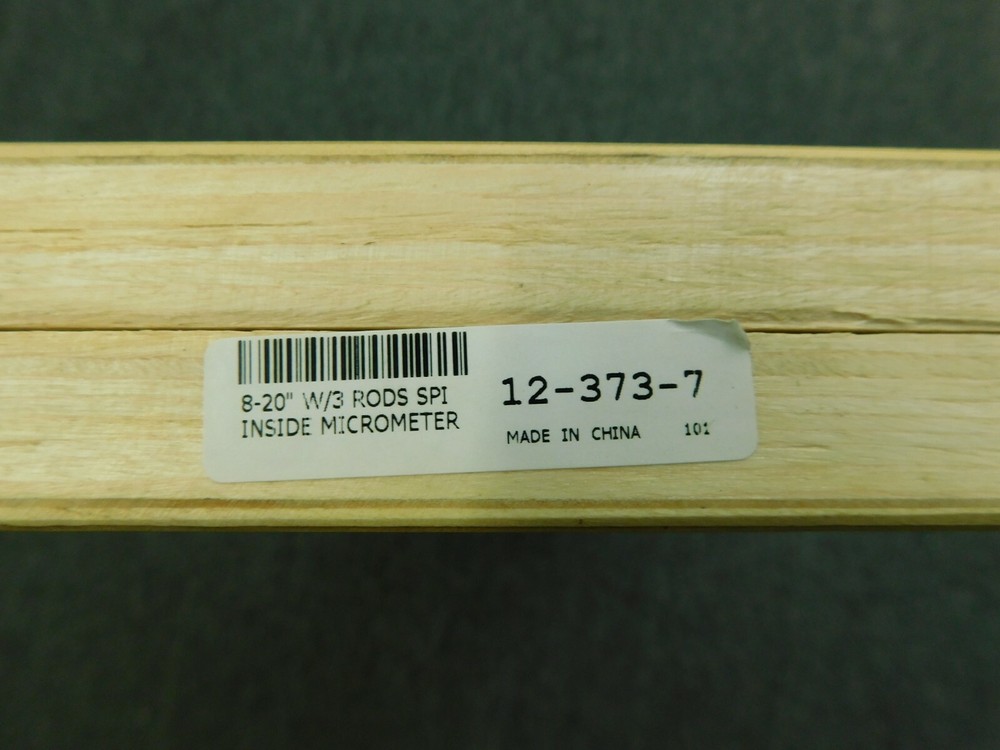 8-20" W/3 RODS SPI
INSIDE MICROMETER
12-373-7
MADE IN CHINA 101